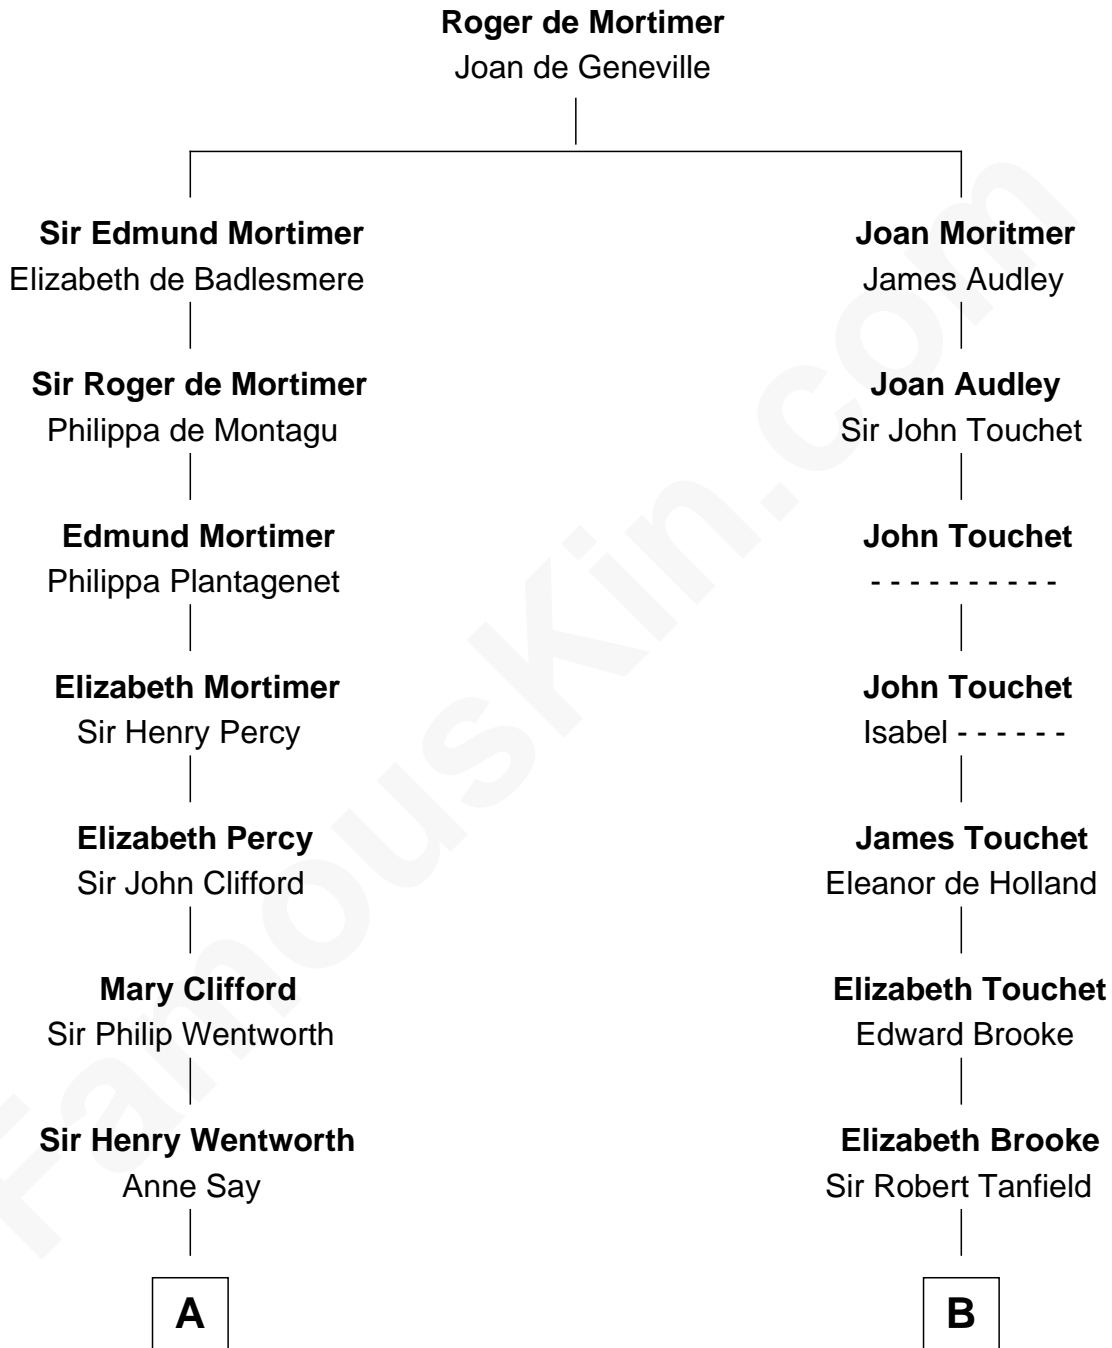 Roger de Mortimer
Joan de Geneville
Sir Edmund Mortimer
Elizabeth de Badlesmere
Joan Moritmer
James Audley
Sir Roger de Mortimer
Philippa de Montagu
Joan Audley
Sir John Touchet
Edmund Mortimer
Philippa Plantagenet
John Touchet
- - - - - - - - - -
Elizabeth Mortimer
Sir Henry Percy
John Touchet
Isabel - - - - - -
Elizabeth Percy
Sir John Clifford
James Touchet
Eleanor de Holland
Mary Clifford
Sir Philip Wentworth
Elizabeth Touchet
Edward Brooke
Sir Henry Wentworth
Anne Say
Elizabeth Brooke
Sir Robert Tanfield
A
B
FamousKin.com